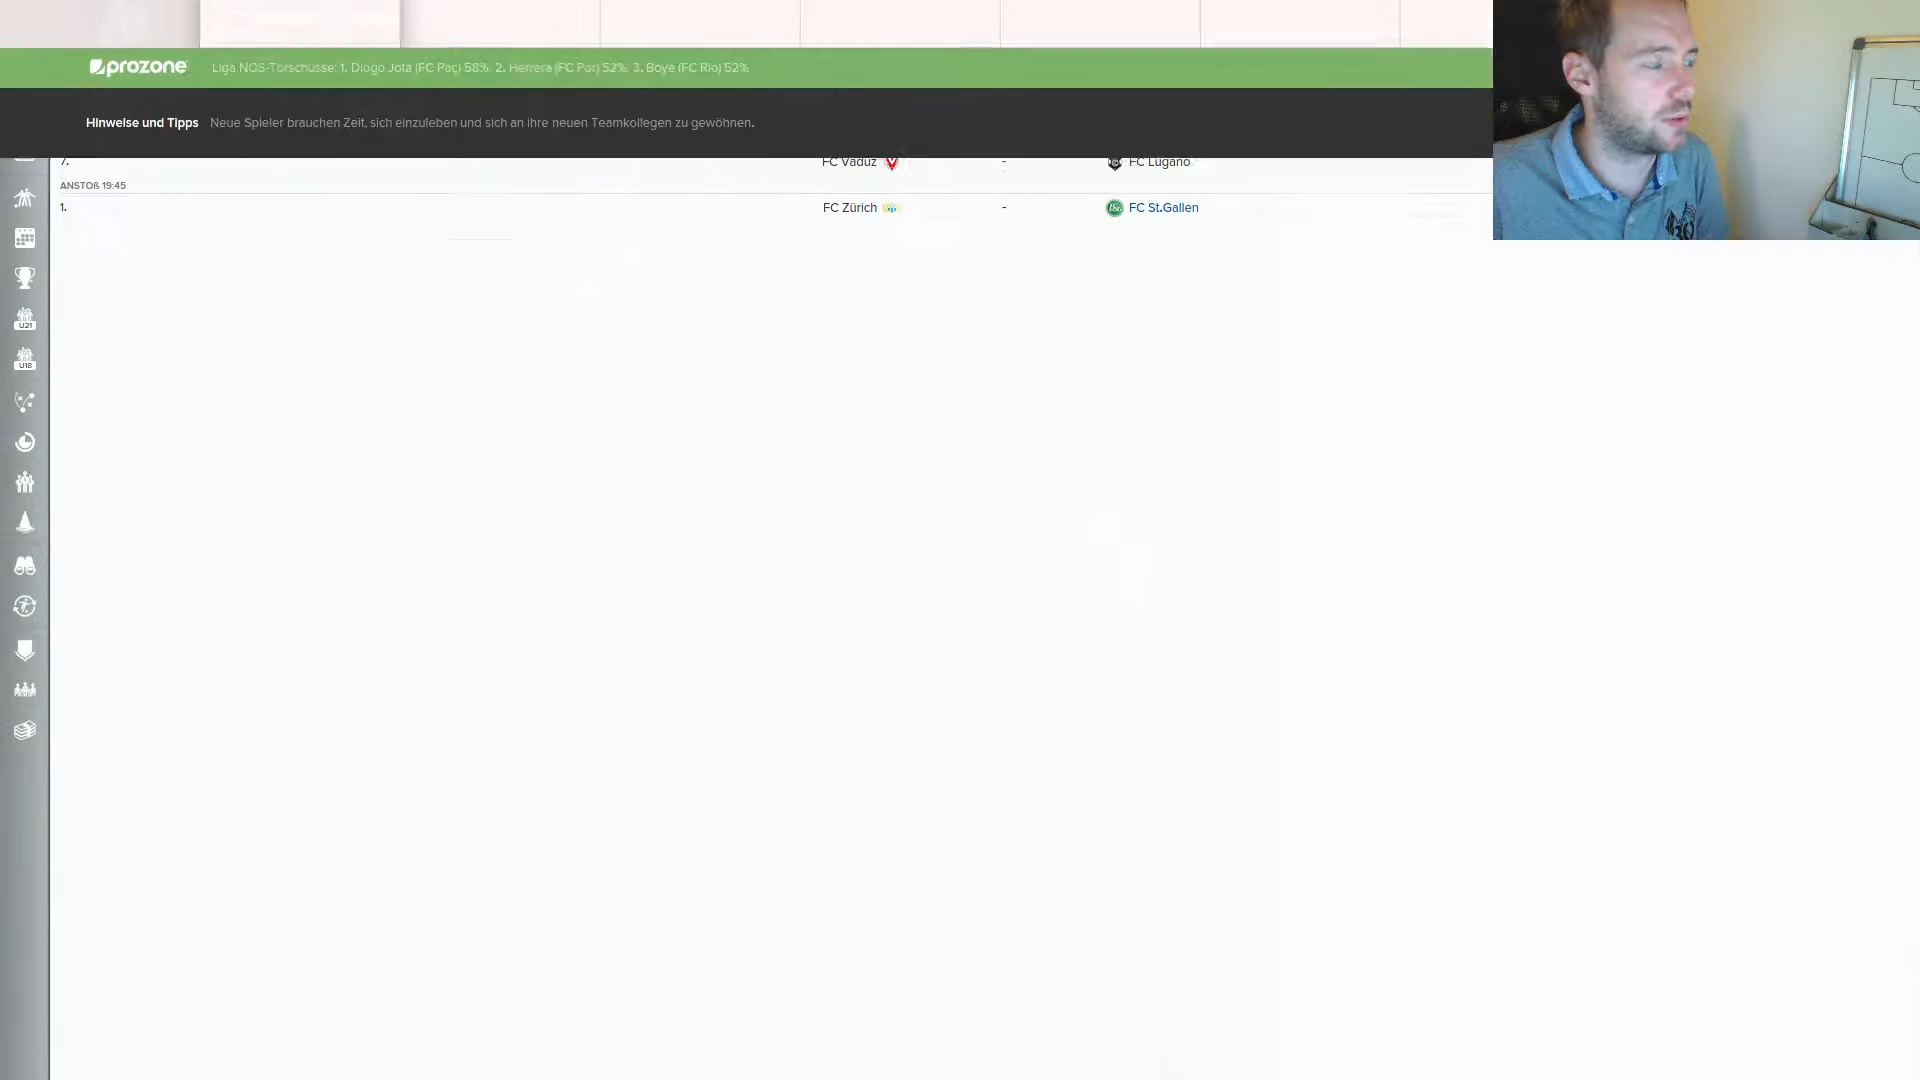 prozone Liga NOS-Torschüsse: 1. Diogo Jota (FC Paç) 58%. 2. Herrera (FC Por) 52%. 3. Boye (FC Rio) 52%
Hinweise und Tipps Neue Spieler brauchen Zeit, sich einzuleben und sich an ihre neuen Teamkollegen zu gewöhnen.
7. FC Vaduz - FC Lugano
ANSTOß 19:45
1. FC Zürich - FC St.Gallen
U21
U18